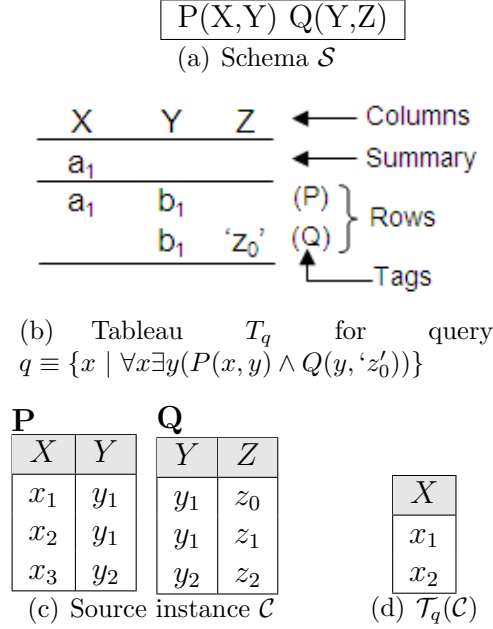 P(X,Y) Q(Y,Z)
(a) Schema 𝒮
X Y Z Columns
a₁ Summary
a₁ b₁ (P)
Rows
b₁ ‘z₀’ (Q)
Tags
(b) Tableau T_q for query
q ≡ {x | ∀x∃y(P(x, y) ∧ Q(y, ‘z₀′))}
P Q
X Y Y Z
x₁ y₁ y₁ z₀ X
x₂ y₁ y₁ z₁ x₁
x₃ y₂ y₂ z₂ x₂
(c) Source instance 𝒞 (d) 𝒯_q(𝒞)